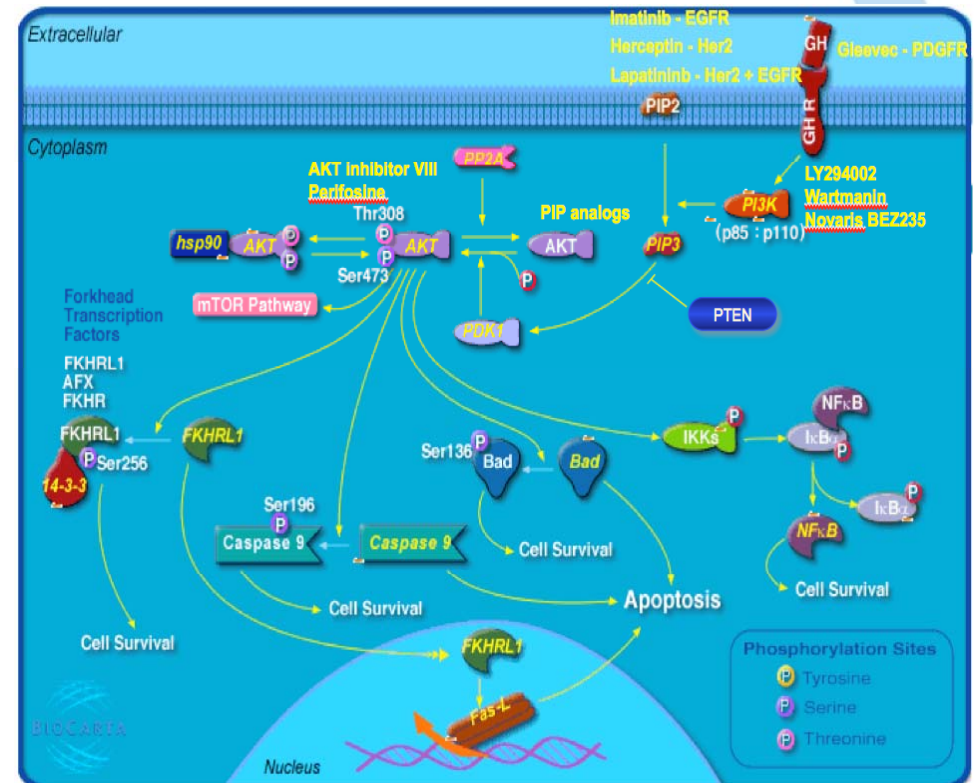 Extracellular
Imatinib - EGFR
Herceptin - Her2
Lapatininb - Her2 + EGFR
GH
Gleevec - PDGFR
PIP2
GH R
Cytoplasm
PP2A
AKT inhibitor VIII
Perifosine
Thr308
P
LY294002
Wartmanin
Novaris BEZ235
PI3K
(p85 : p110)
PIP analogs
hsp90
AKT
P
P
AKT
P
Ser473
AKT
P
PIP3
mTOR Pathway
PDK1
PTEN
Forkhead
Transcription
Factors
FKHRL1
AFX
FKHR
FKHRL1
P
Ser256
14-3-3
FKHRL1
Ser136
P
Bad
Bad
IKKs
P
NFκB
IκBα
P
IκBα
P
NFκB
Ser196
P
Caspase 9
Caspase 9
Cell Survival
Cell Survival
Cell Survival
Cell Survival
Apoptosis
FKHRL1
Fas-L
Nucleus
BIOCARTA
Phosphorylation Sites
P Tyrosine
P Serine
P Threonine